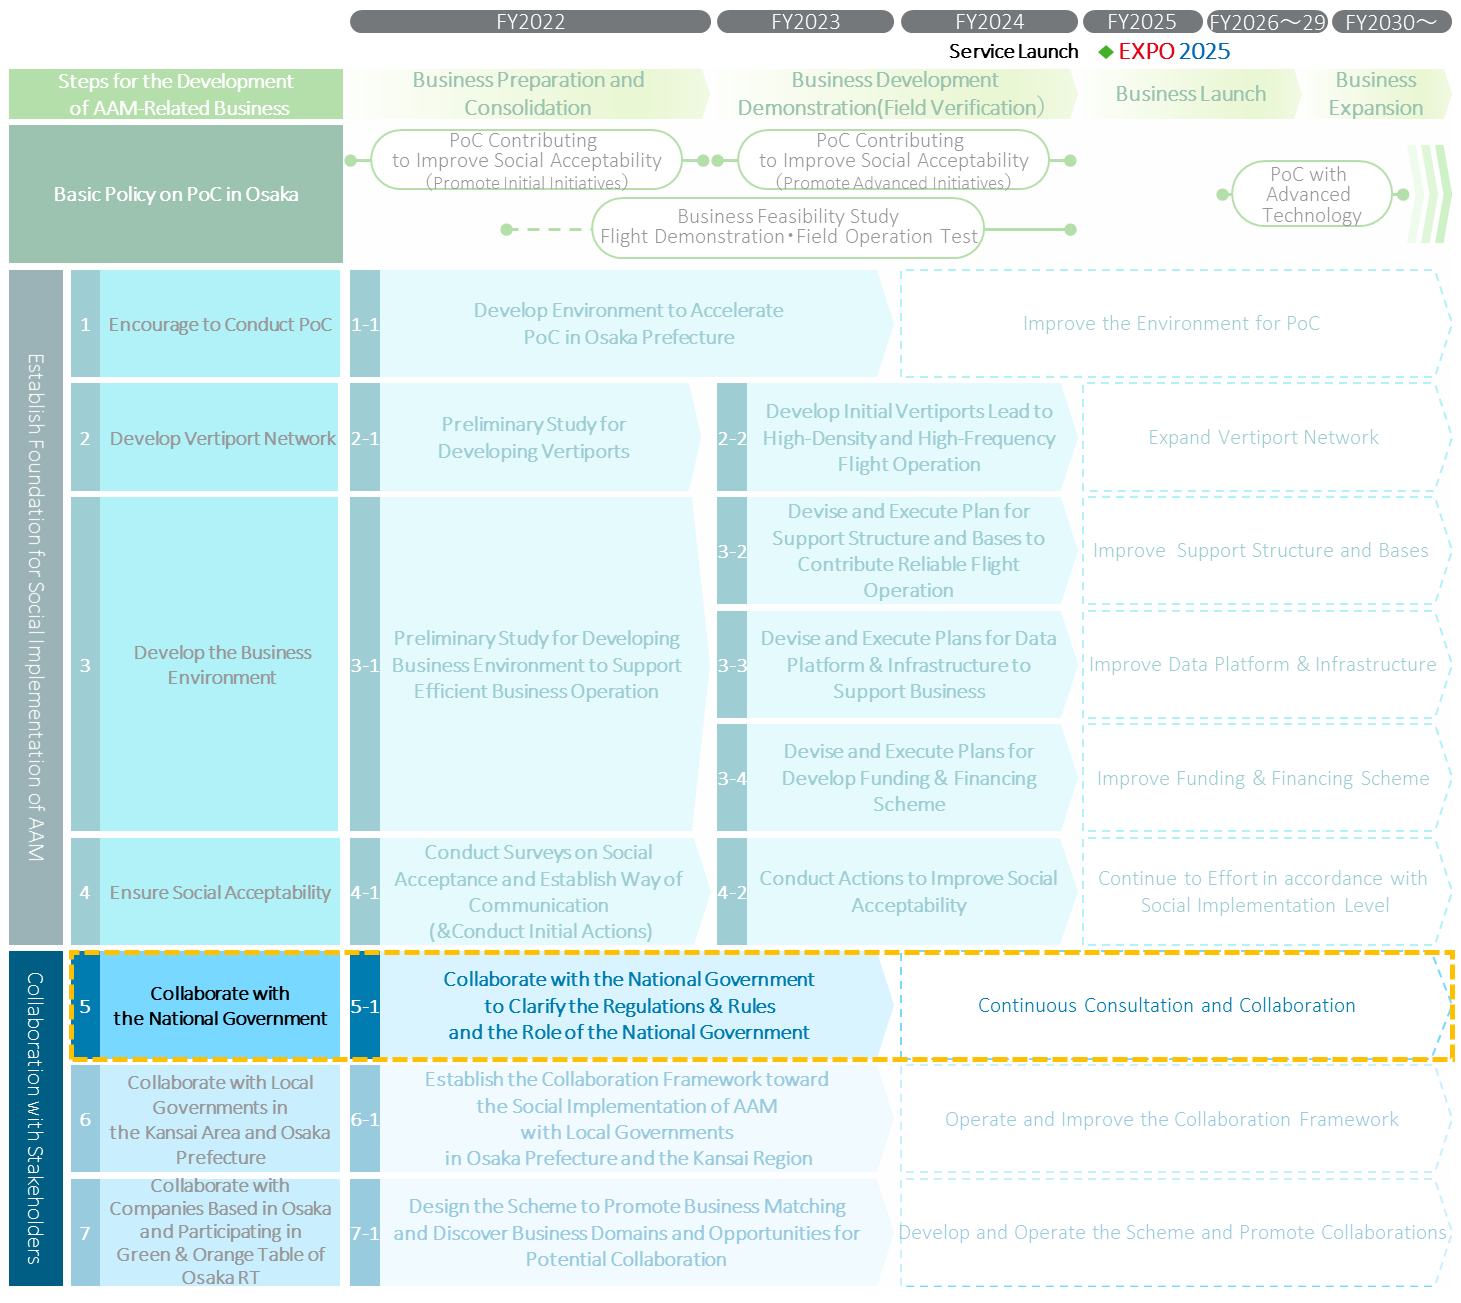 FY2022
FY2023
FY2024
FY2025
FY2026～29
FY2030～
Service Launch
EXPO 2025
Steps for the Development
of AAM-Related Business
Business Preparation and
Consolidation
Business Development
Demonstration(Field Verification）
Business Launch
Business
Expansion
Basic Policy on PoC in Osaka
PoC Contributing
to Improve Social Acceptability
（Promote Initial Initiatives）
PoC Contributing
to Improve Social Acceptability
（Promote Advanced Initiatives）
Business Feasibility Study
Flight Demonstration・Field Operation Test
PoC with
Advanced
Technology
Establish Foundation for Social Implementation of AAM
1
Encourage to Conduct PoC
1-1
Develop Environment to Accelerate
PoC in Osaka Prefecture
Improve the Environment for PoC
2
Develop Vertiport Network
2-1
Preliminary Study for
Developing Vertiports
2-2
Develop Initial Vertiports Lead to
High-Density and High-Frequency
Flight Operation
Expand Vertiport Network
3
Develop the Business
Environment
3-1
Preliminary Study for Developing
Business Environment to Support
Efficient Business Operation
3-2
Devise and Execute Plan for
Support Structure and Bases to
Contribute Reliable Flight
Operation
Improve Support Structure and Bases
3-3
Devise and Execute Plans for Data
Platform & Infrastructure to
Support Business
Improve Data Platform & Infrastructure
3-4
Devise and Execute Plans for
Develop Funding & Financing
Scheme
Improve Funding & Financing Scheme
4
Ensure Social Acceptability
4-1
Conduct Surveys on Social
Acceptance and Establish Way of
Communication
(&Conduct Initial Actions)
4-2
Conduct Actions to Improve Social
Acceptability
Continue to Effort in accordance with
Social Implementation Level
Collaboration with Stakeholders
5
Collaborate with
the National Government
5-1
Collaborate with the National Government
to Clarify the Regulations & Rules
and the Role of the National Government
Continuous Consultation and Collaboration
6
Collaborate with Local
Governments in
the Kansai Area and Osaka
Prefecture
6-1
Establish the Collaboration Framework toward
the Social Implementation of AAM
with Local Governments
in Osaka Prefecture and the Kansai Region
Operate and Improve the Collaboration Framework
7
Collaborate with
Companies Based in Osaka
and Participating in
Green & Orange Table of
Osaka RT
7-1
Design the Scheme to Promote Business Matching
and Discover Business Domains and Opportunities for
Potential Collaboration
Develop and Operate the Scheme and Promote Collaborations